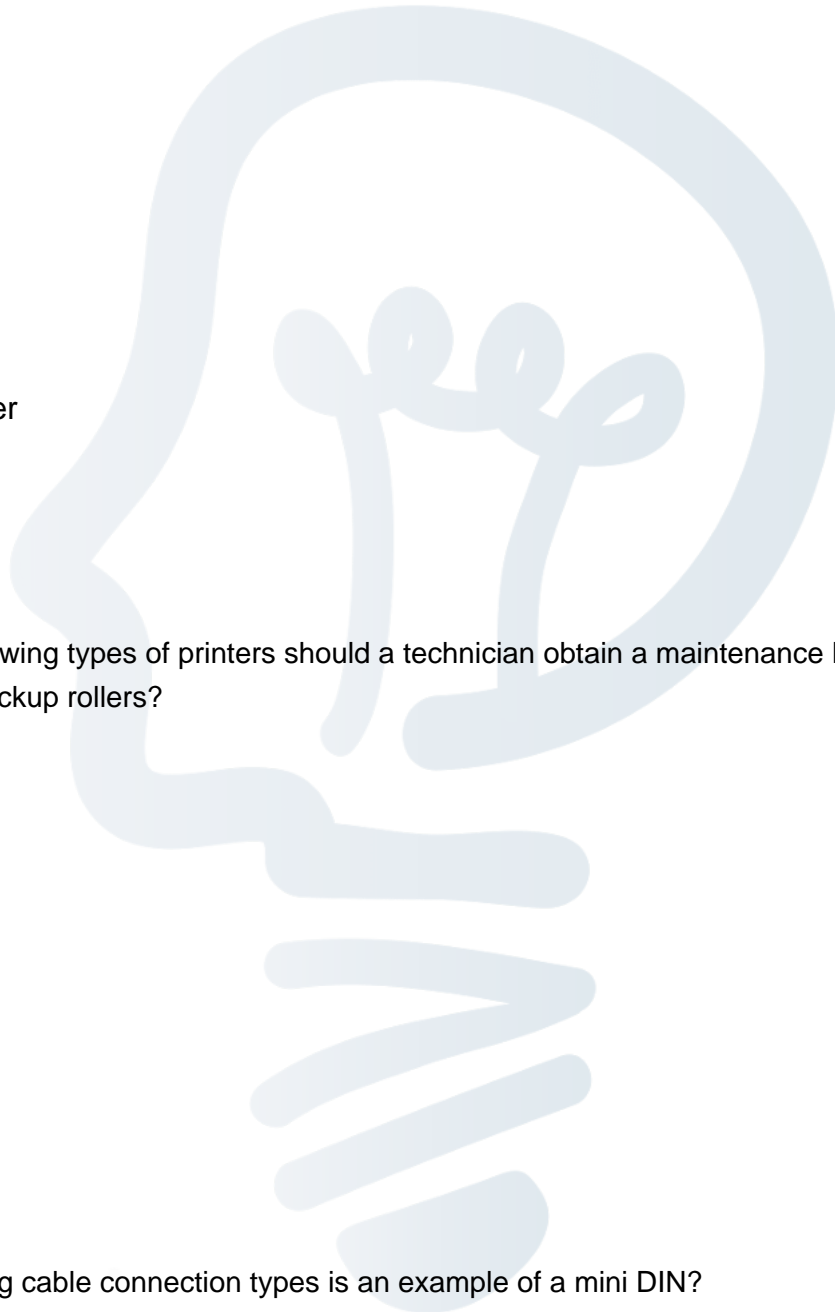 er
wing types of printers should a technician obtain a maintenance
ckup rollers?
g cable connection types is an example of a mini DIN?